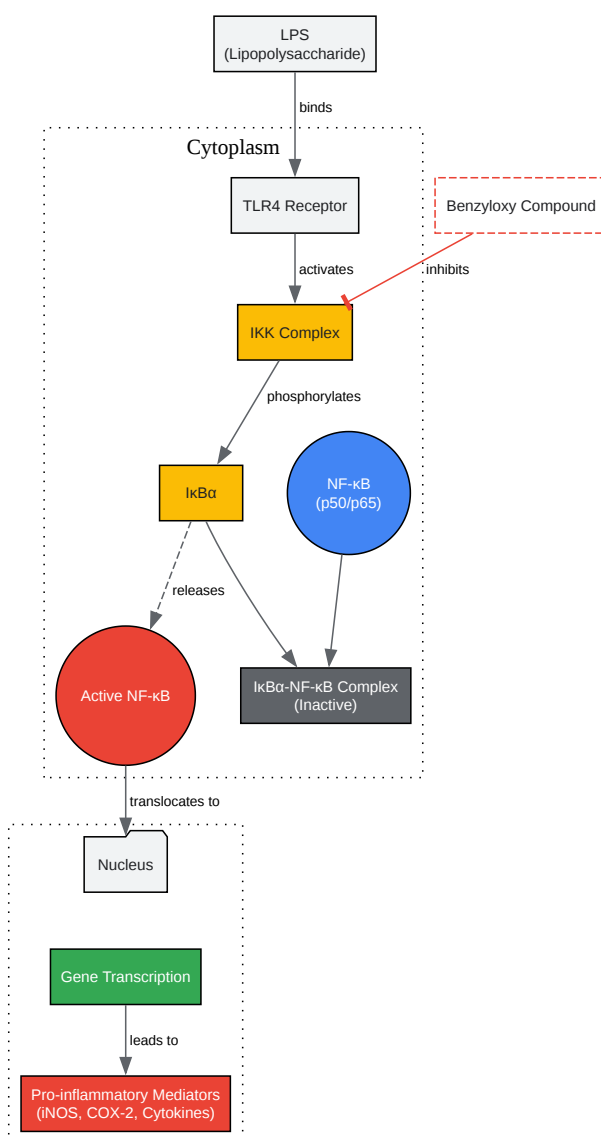 LPS
(Lipopolysaccharide)
binds
Cytoplasm
TLR4 Receptor
Benzyloxy Compound
activates
inhibits
IKK Complex
phosphorylates
IκBα
NF-κB
(p50/p65)
releases
Active NF-κB
IκBα-NF-κB Complex
(Inactive)
translocates to
Nucleus
Gene Transcription
leads to
Pro-inflammatory Mediators
(iNOS, COX-2, Cytokines)